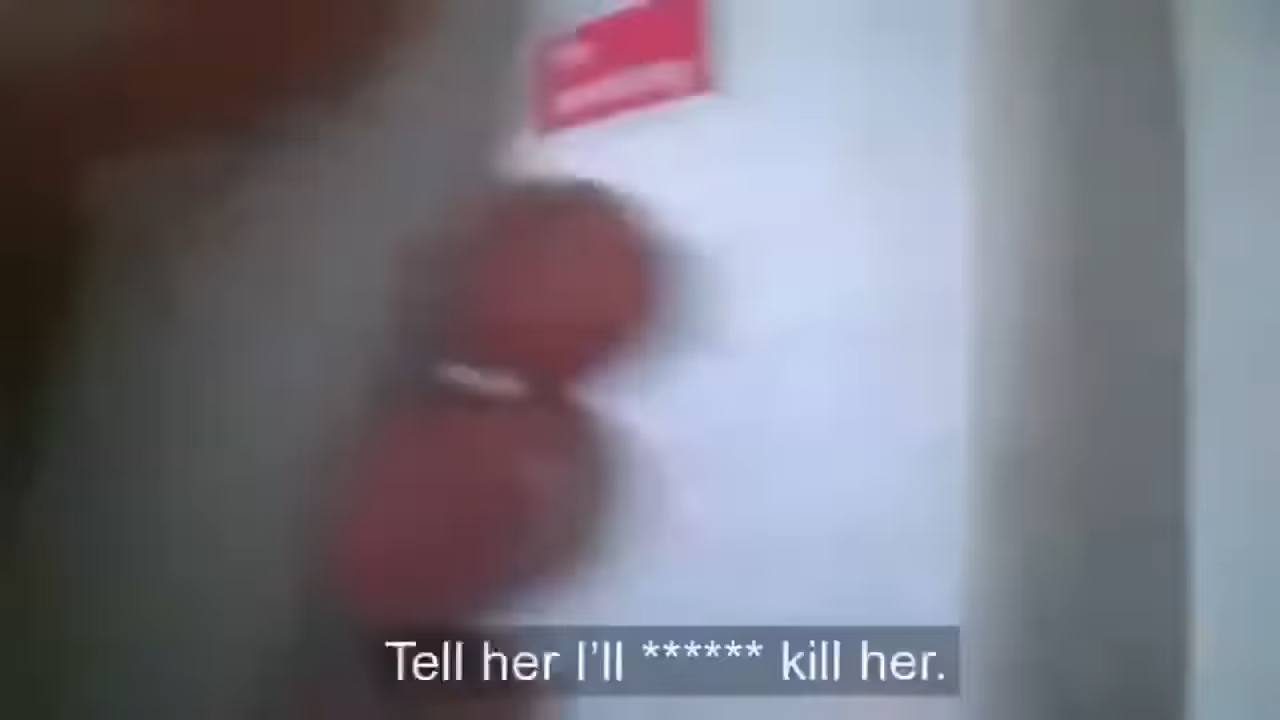 Tell her I’ll ****** kill her.